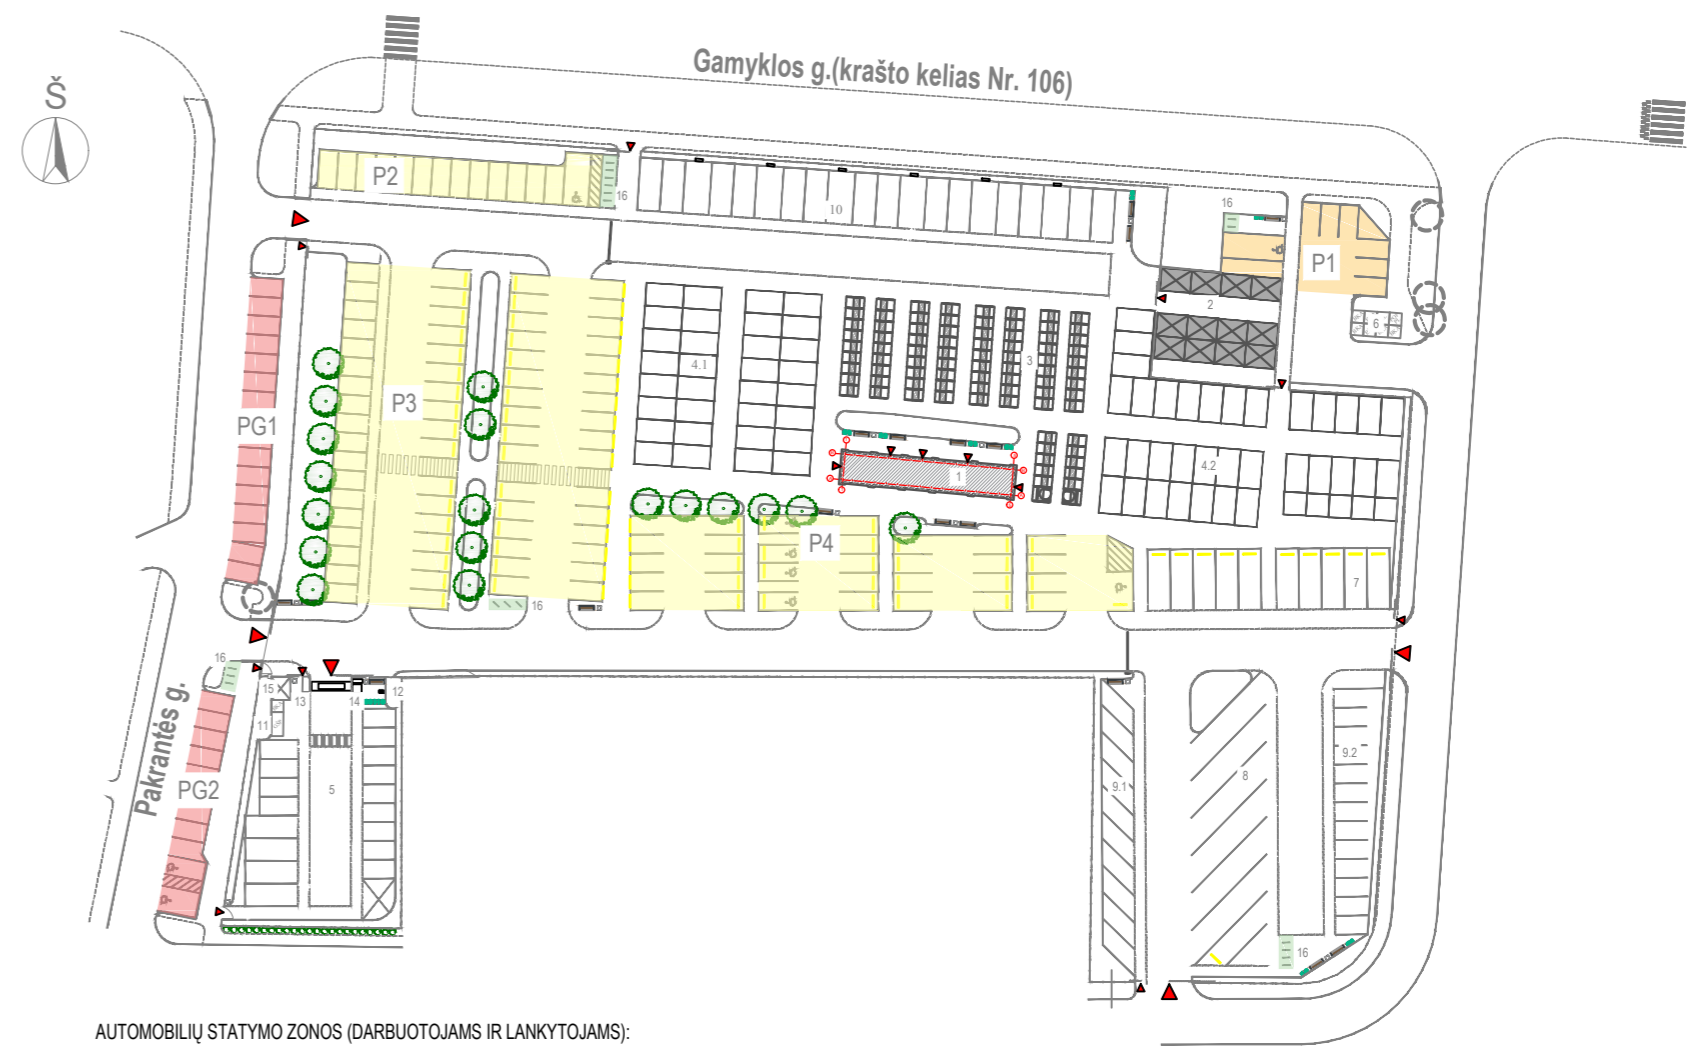 Gamyklos g.(krašto kelias Nr. 106)
Š
P2
16
10
16
P1
2
6
3
4.1
P3
PG1
4.2
1
P4
7
16
16
15
13
14
12
11
Pakrantės g.
PG2
5
9.1
8
9.2
16
AUTOMOBILIŲ STATYMO ZONOS (DARBUOTOJAMS IR LANKYTOJAMS):